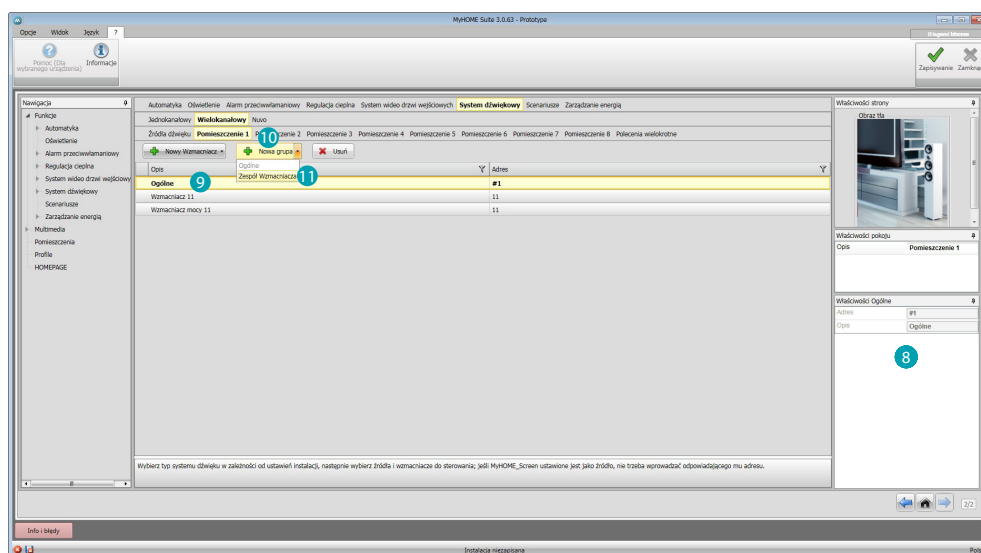 MyHOME Suite 3.0.63 - Prototype
Opcje Widok Język ?
Pomoc (Dla wybranego urządzenia)
Informacje
Zapisywanie
Nawigacja
Funkcje
Automatyka
Oświetlenie
Alarm przeciwwłamaniowy
Regulacja cieplna
System wideo drzwi wejściowy
System dźwiękowy
Scenariusze
Zarządzanie energią
Multimedia
Pomieszczenia
Profile
HOMEPAGE
Automatyka Oświetlenie Alarm przeciwwłamaniowy Regulacja cieplna System wideo drzwi wejściowych System dźwiękowy Scenariusze Zarządzanie energią
Jednokanałowy Wielokanałowy Nuvo
Źródła dźwięku Pomieszczenie 1 Pomieszczenie 3 Pomieszczenie 4 Pomieszczenie 5 Pomieszczenie 6 Pomieszczenie 7 Pomieszczenie 8 Polecenia wielokrotne
10
Nowy Wzmacniacz Nowa grupa Usuń
Ogólne
Zespół Wzmacniacza
11
Opis Adres
Ogólne #1
9
Wzmacniacz 11 11
Wzmacniacz mocy 11 11
Wybierz typ systemu dźwięku w zależności od ustawień instalacji, następnie wybierz źródła i wzmacniacze do sterowania; jeśli MyHOME_Screen ustawione jest jako źródło, nie trzeba wprowadzać odpowiadającego mu adresu.
Właściwości strony
Obraz tła
Właściwości pokoju
Opis Pomieszczenie 1
Właściwości Ogólne
Adres #1
Opis Ogólne
8
2/2
Info i błędy
Instalacja niezapisana